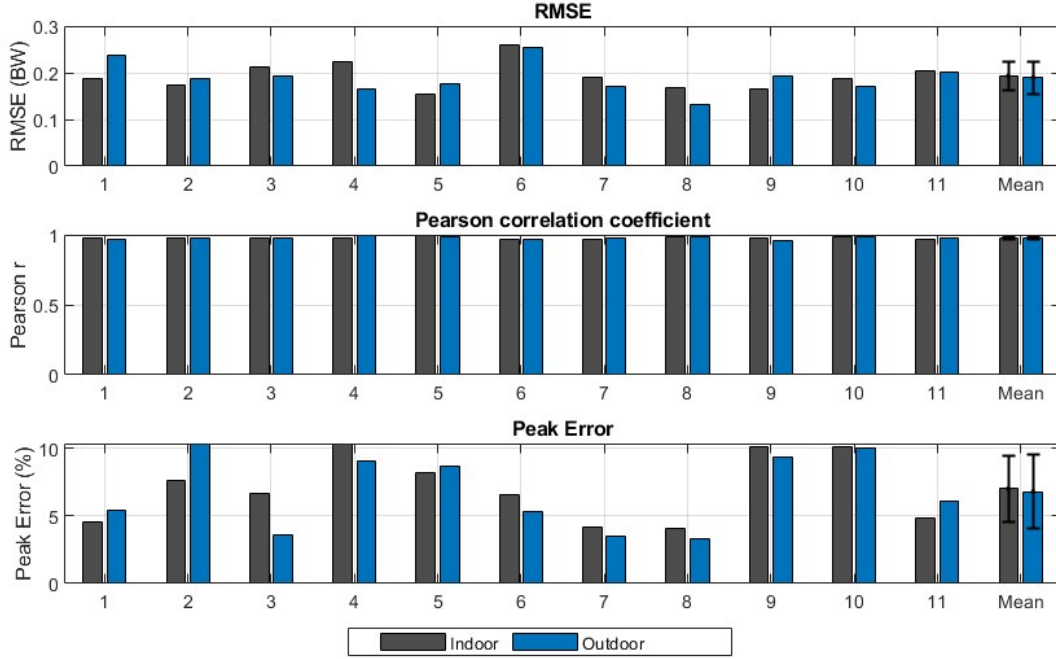 RMSE
RMSE (BW)
0.3
0.2
0.1
0
1 2 3 4 5 6 7 8 9 10 11 Mean
Pearson correlation coefficient
Pearson r
1
0.5
0
1 2 3 4 5 6 7 8 9 10 11 Mean
Peak Error
Peak Error (%)
10
5
0
1 2 3 4 5 6 7 8 9 10 11 Mean
Indoor Outdoor